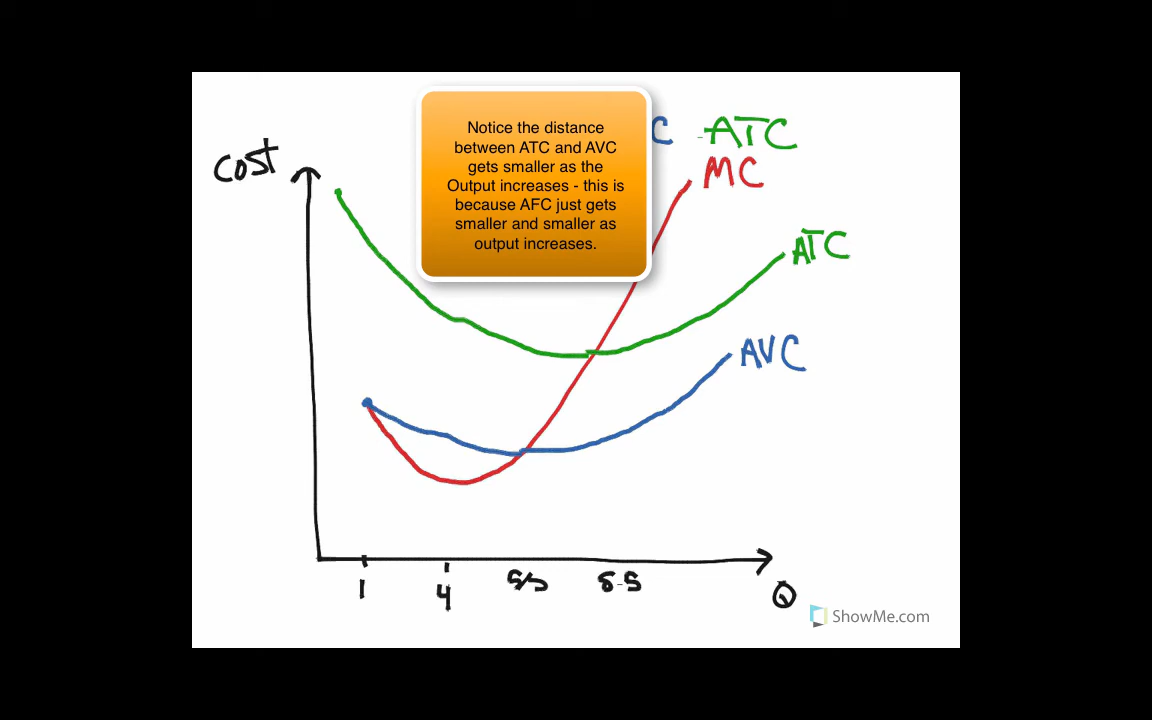 Notice the distance
between ATC and AVC
gets smaller as the
Output increases - this is
because AFC just gets
smaller and smaller as
output increases.
C -ATC
MC
Cost
ATC
AVC
1
4
Q
ShowMe.com